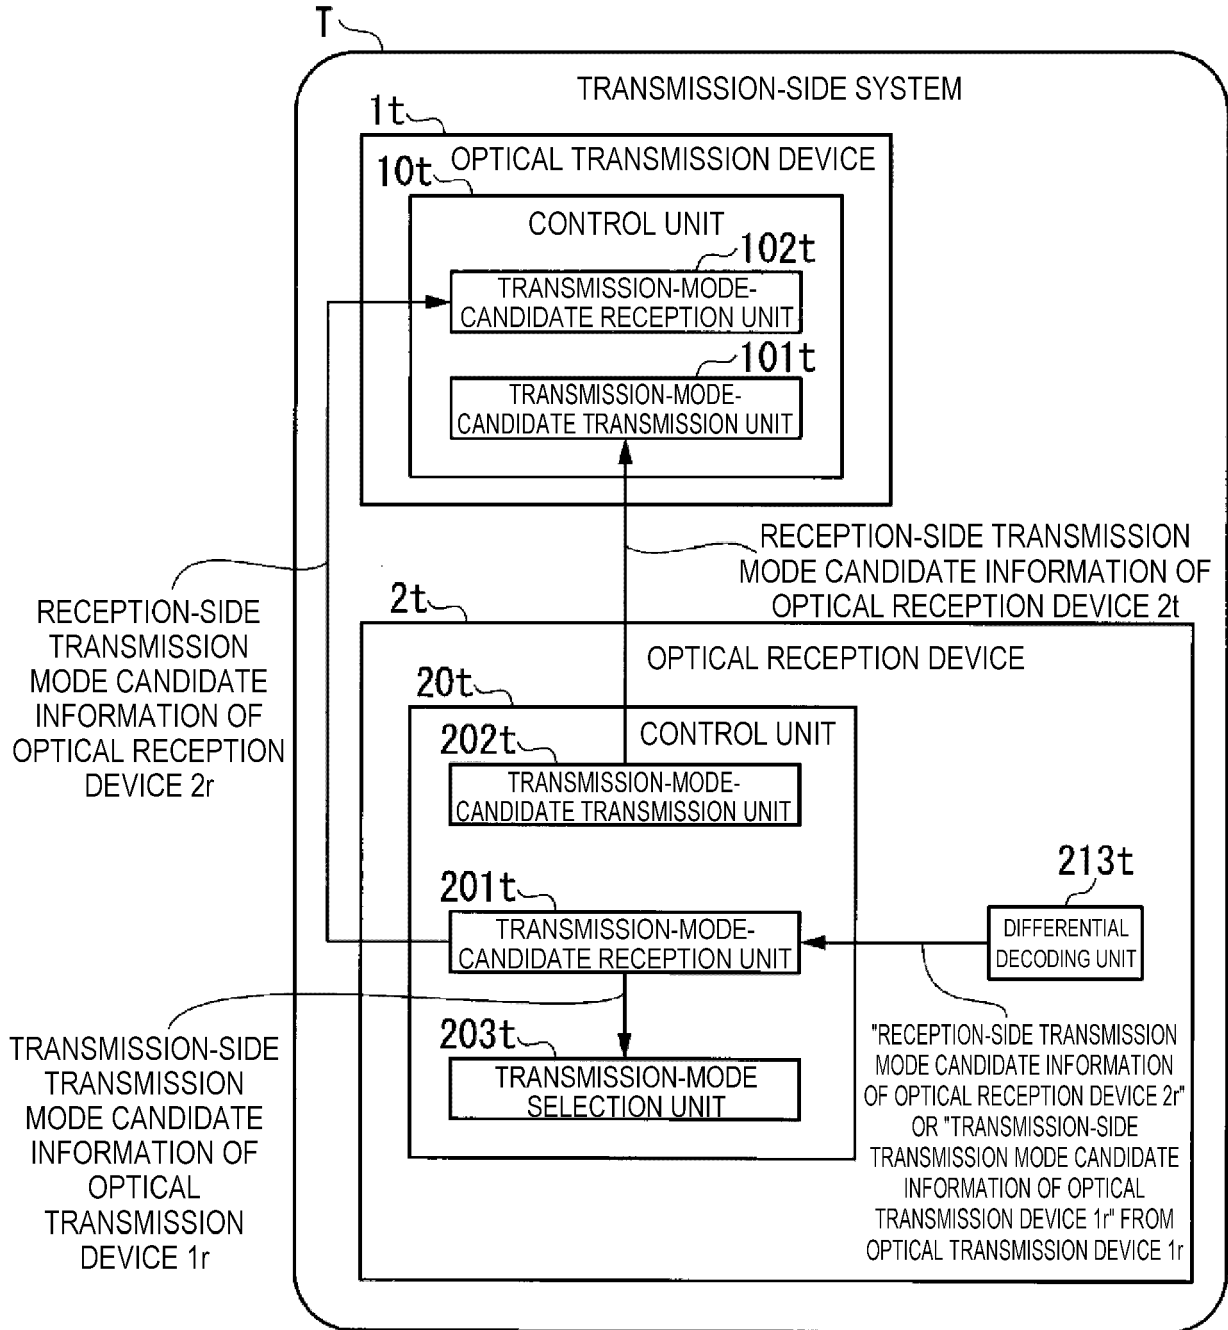 T
TRANSMISSION-SIDE SYSTEM
1t
OPTICAL TRANSMISSION DEVICE
10t
CONTROL UNIT
102t
TRANSMISSION-MODE-
CANDIDATE RECEPTION UNIT
101t
TRANSMISSION-MODE-
CANDIDATE TRANSMISSION UNIT
RECEPTION-SIDE TRANSMISSION
MODE CANDIDATE INFORMATION OF
OPTICAL RECEPTION DEVICE 2t
RECEPTION-SIDE
TRANSMISSION
MODE CANDIDATE
INFORMATION OF
OPTICAL RECEPTION
DEVICE 2r
2t
OPTICAL RECEPTION DEVICE
20t
CONTROL UNIT
202t
TRANSMISSION-MODE-
CANDIDATE TRANSMISSION UNIT
201t
TRANSMISSION-MODE-
CANDIDATE RECEPTION UNIT
213t
DIFFERENTIAL
DECODING UNIT
203t
TRANSMISSION-MODE
SELECTION UNIT
TRANSMISSION-SIDE
TRANSMISSION
MODE CANDIDATE
INFORMATION OF
OPTICAL
TRANSMISSION
DEVICE 1r
"RECEPTION-SIDE TRANSMISSION
MODE CANDIDATE INFORMATION
OF OPTICAL RECEPTION DEVICE 2r"
OR "TRANSMISSION-SIDE
TRANSMISSION MODE CANDIDATE
INFORMATION OF OPTICAL
TRANSMISSION DEVICE 1r" FROM
OPTICAL TRANSMISSION DEVICE 1r